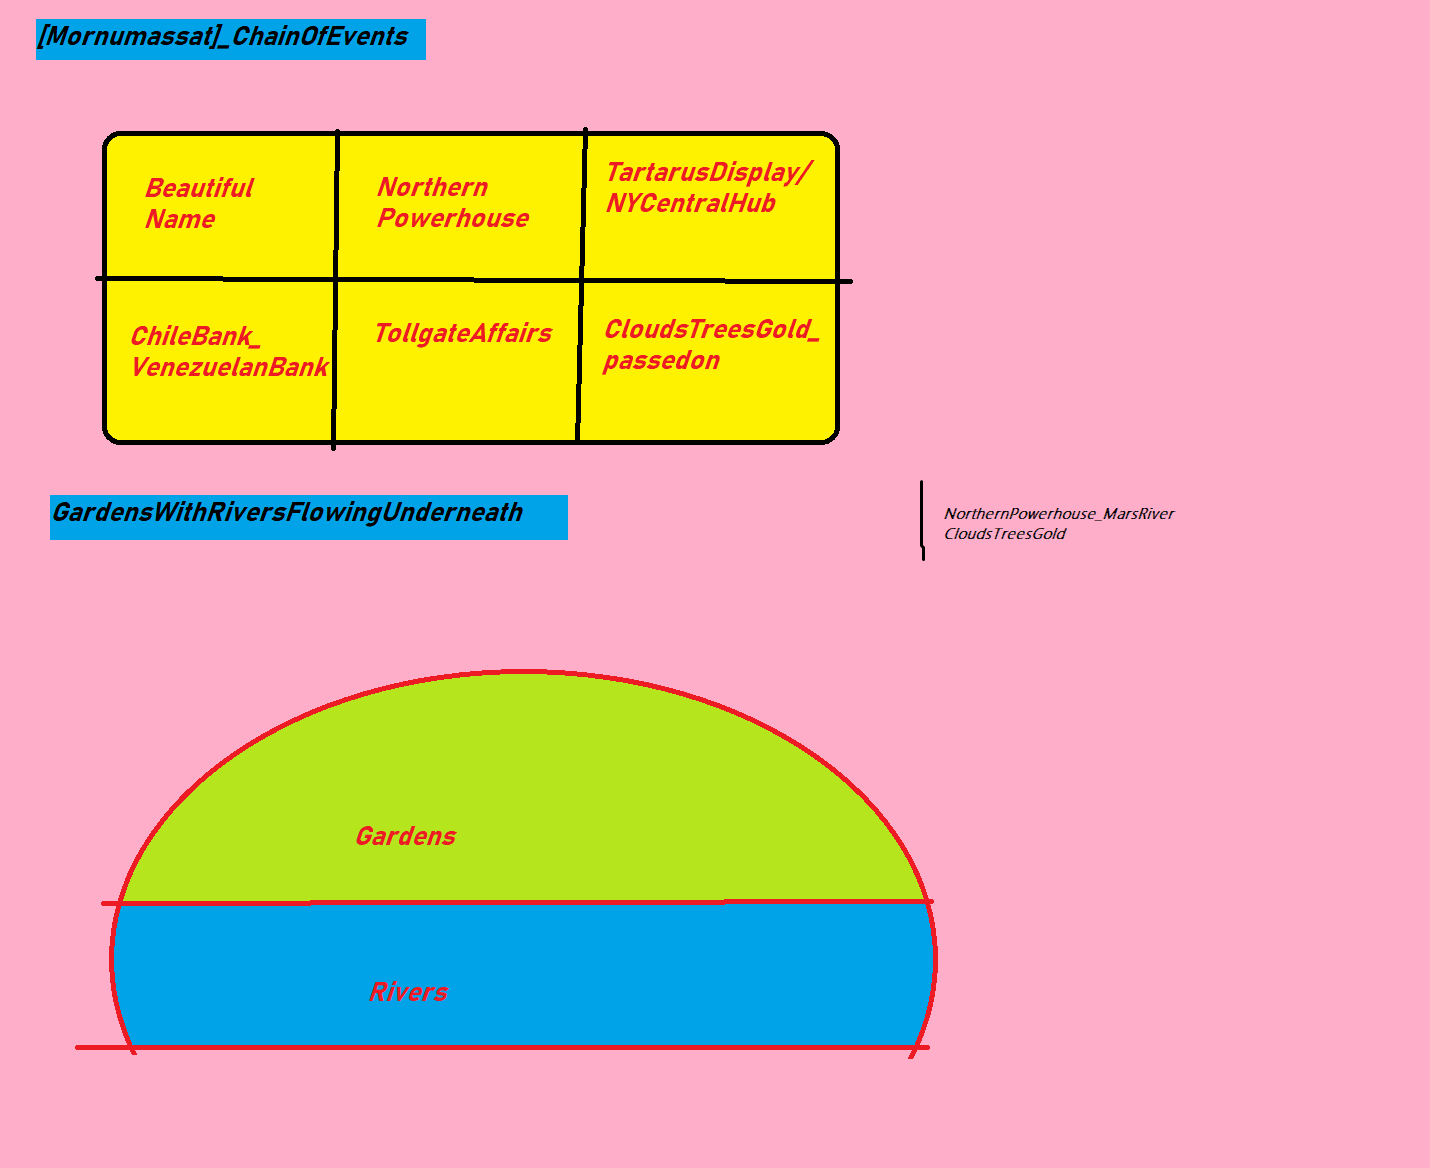 [Mornumassat]_ChainOfEvents
Beautiful
Name
Northern
Powerhouse
TartarusDisplay/
NYCentralHub
ChileBank_
VenezuelanBank
TollgateAffairs
CloudsTreesGold_
passedon
GardensWithRiversFlowingUnderneath
NorthernPowerhouse_MarsRiver
CloudsTreesGold
Gardens
Rivers